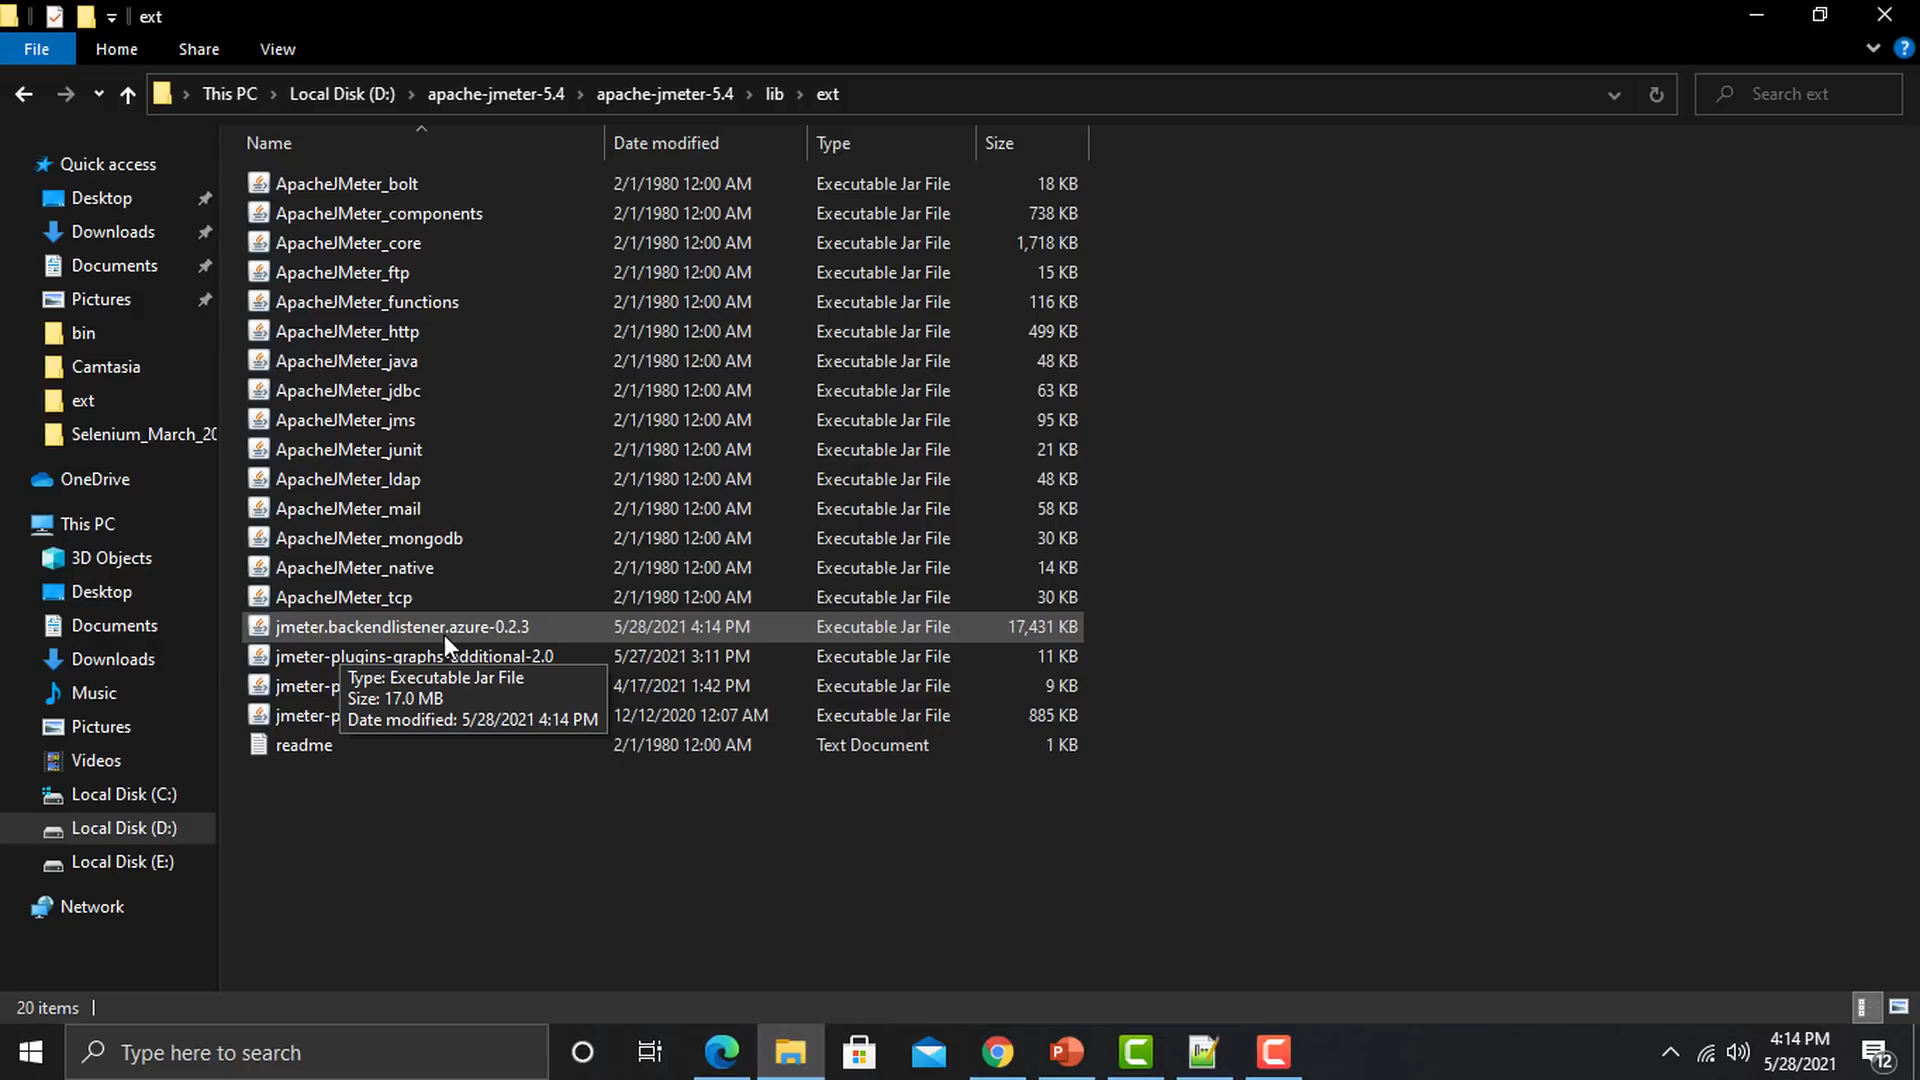 ext
File Home Share View
This PC Local Disk (D:) apache-jmeter-5.4 apache-jmeter-5.4 lib ext
Search ext
Name Date modified Type Size
Quick access
Desktop
Downloads
Documents
Pictures
bin
Camtasia
ext
Selenium_March_20
OneDrive
This PC
3D Objects
Desktop
Documents
Downloads
Music
Pictures
Videos
Local Disk (C:)
Local Disk (D:)
Local Disk (E:)
Network
ApacheJMeter_bolt 2/1/1980 12:00 AM Executable Jar File 18 KB
ApacheJMeter_components 2/1/1980 12:00 AM Executable Jar File 738 KB
ApacheJMeter_core 2/1/1980 12:00 AM Executable Jar File 1,718 KB
ApacheJMeter_ftp 2/1/1980 12:00 AM Executable Jar File 15 KB
ApacheJMeter_functions 2/1/1980 12:00 AM Executable Jar File 116 KB
ApacheJMeter_http 2/1/1980 12:00 AM Executable Jar File 499 KB
ApacheJMeter_java 2/1/1980 12:00 AM Executable Jar File 48 KB
ApacheJMeter_jdbc 2/1/1980 12:00 AM Executable Jar File 63 KB
ApacheJMeter_jms 2/1/1980 12:00 AM Executable Jar File 95 KB
ApacheJMeter_junit 2/1/1980 12:00 AM Executable Jar File 21 KB
ApacheJMeter_ldap 2/1/1980 12:00 AM Executable Jar File 48 KB
ApacheJMeter_mail 2/1/1980 12:00 AM Executable Jar File 58 KB
ApacheJMeter_mongodb 2/1/1980 12:00 AM Executable Jar File 30 KB
ApacheJMeter_native 2/1/1980 12:00 AM Executable Jar File 14 KB
ApacheJMeter_tcp 2/1/1980 12:00 AM Executable Jar File 30 KB
jmeter.backendlistener.azure-0.2.3 5/28/2021 4:14 PM Executable Jar File 17,431 KB
jmeter-plugins-graphs-additional-2.0 5/27/2021 3:11 PM Executable Jar File 11 KB
jmeter-p 4/17/2021 1:42 PM Executable Jar File 9 KB
jmeter-p 12/12/2020 12:07 AM Executable Jar File 885 KB
readme 2/1/1980 12:00 AM Text Document 1 KB
Type: Executable Jar File
Size: 17.0 MB
Date modified: 5/28/2021 4:14 PM
20 items
Type here to search
4:14 PM
5/28/2021
12